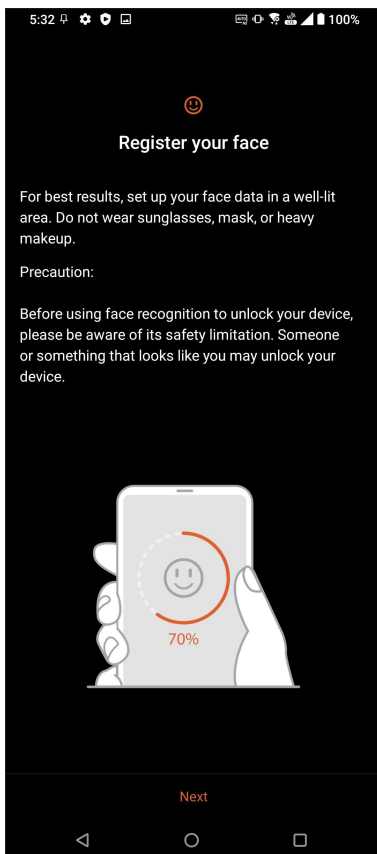 5:32
100%
Register your face
For best results, set up your face data in a well-lit
area. Do not wear sunglasses, mask, or heavy
makeup.
Precaution:
Before using face recognition to unlock your device,
please be aware of its safety limitation. Someone
or something that looks like you may unlock your
device.
70%
Next